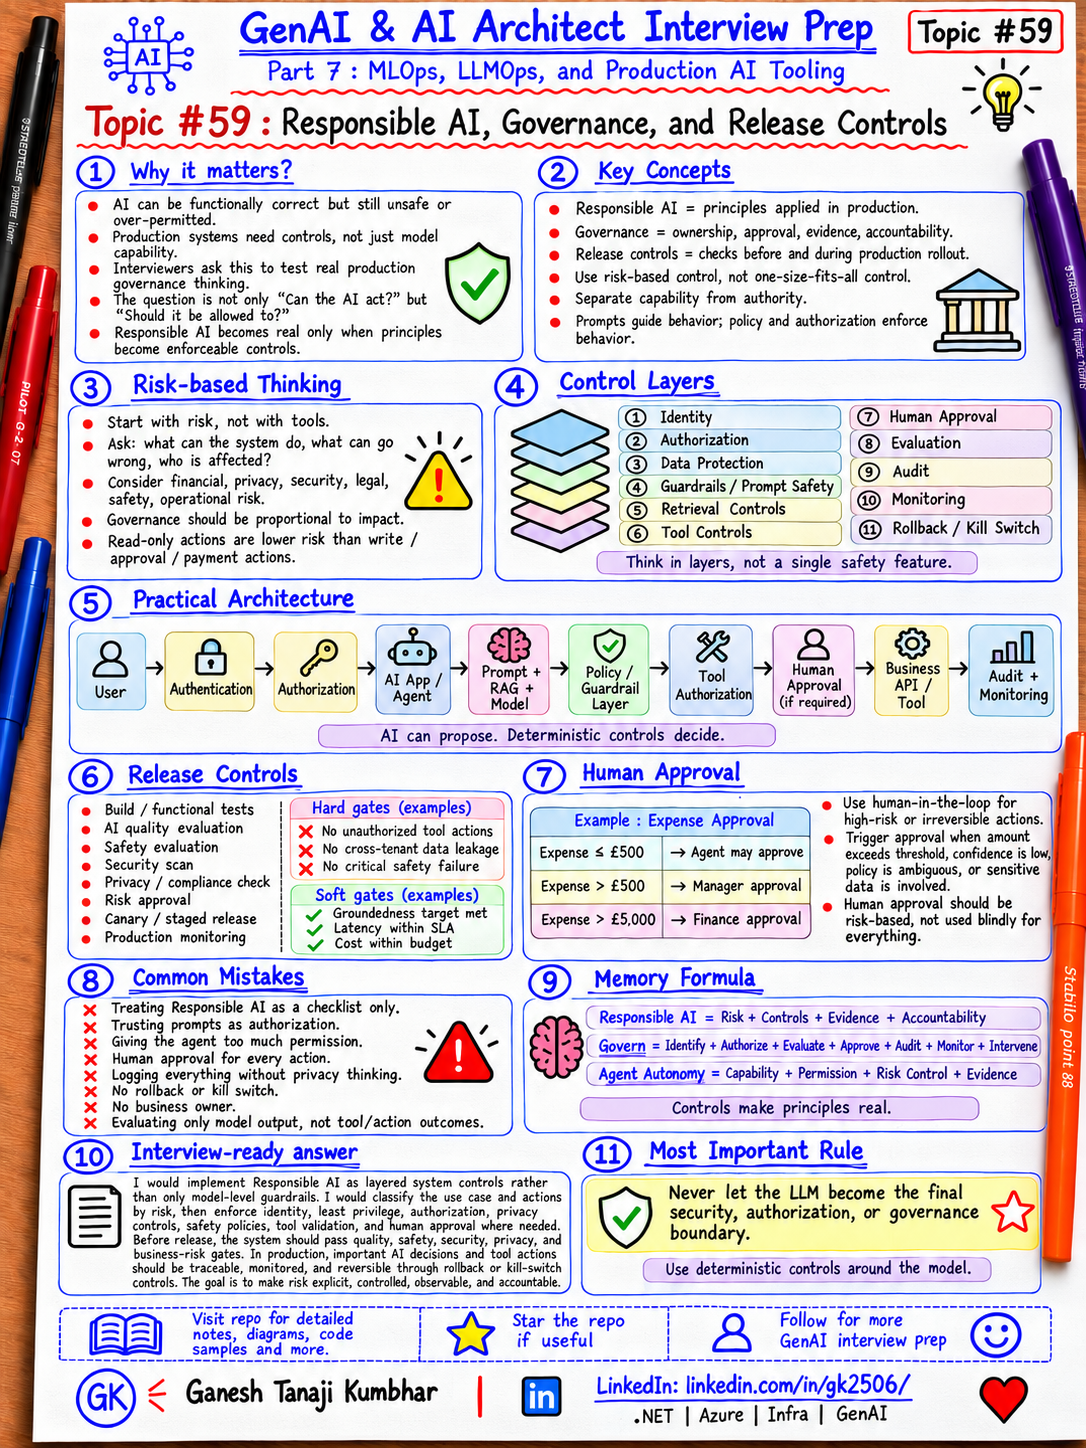 AI
GenAI & AI Architect Interview Prep
Topic #59
Part 7 : MLOps, LLMOps, and Production AI Tooling
Topic #59 : Responsible AI, Governance, and Release Controls
1 Why it matters?
AI can be functionally correct but still unsafe or
over-permitted.
Production systems need controls, not just model
capability.
Interviewers ask this to test real production
governance thinking.
The question is not only “Can the AI act?” but
“Should it be allowed to?”
Responsible AI becomes real only when principles
become enforceable controls.
2 Key Concepts
Responsible AI = principles applied in production.
Governance = ownership, approval, evidence, accountability.
Release controls = checks before and during production rollout.
Use risk-based control, not one-size-fits-all control.
Separate capability from authority.
Prompts guide behavior; policy and authorization enforce
behavior.
3 Risk-based Thinking
Start with risk, not with tools.
Ask: what can the system do, what can go
wrong, who is affected?
Consider financial, privacy, security, legal,
safety, operational risk.
Governance should be proportional to impact.
Read-only actions are lower risk than write /
approval / payment actions.
4 Control Layers
1 Identity
2 Authorization
3 Data Protection
4 Guardrails / Prompt Safety
5 Retrieval Controls
6 Tool Controls
7 Human Approval
8 Evaluation
9 Audit
10 Monitoring
11 Rollback / Kill Switch
Think in layers, not a single safety feature.
5 Practical Architecture
User
Authentication
Authorization
AI App /
Agent
Prompt +
RAG +
Model
Policy /
Guardrail
Layer
Tool
Authorization
Human
Approval
(if required)
Business
API /
Tool
Audit +
Monitoring
AI can propose. Deterministic controls decide.
6 Release Controls
Build / functional tests
AI quality evaluation
Safety evaluation
Security scan
Privacy / compliance check
Risk approval
Canary / staged release
Production monitoring
Hard gates (examples)
No unauthorized tool actions
No cross-tenant data leakage
No critical safety failure
Soft gates (examples)
Groundedness target met
Latency within SLA
Cost within budget
7 Human Approval
Example : Expense Approval
Expense ≤ £500 → Agent may approve
Expense > £500 → Manager approval
Expense > £5,000 → Finance approval
Use human-in-the-loop for
high-risk or irreversible actions.
Trigger approval when amount
exceeds threshold, confidence is low,
policy is ambiguous, or sensitive
data is involved.
Human approval should be
risk-based, not used blindly for
everything.
8 Common Mistakes
Treating Responsible AI as a checklist only.
Trusting prompts as authorization.
Giving the agent too much permission.
Human approval for every action.
Logging everything without privacy thinking.
No rollback or kill switch.
No business owner.
Evaluating only model output, not tool/action outcomes.
9 Memory Formula
Responsible AI = Risk + Controls + Evidence + Accountability
Govern = Identify + Authorize + Evaluate + Approve + Audit + Monitor + Intervene
Agent Autonomy = Capability + Permission + Risk Control + Evidence
Controls make principles real.
10 Interview-ready answer
I would implement Responsible AI as layered system controls rather
than only model-level guardrails. I would classify the use case and actions
by risk, then enforce identity, least privilege, authorization, privacy
controls, safety policies, tool validation, and human approval where needed.
Before release, the system should pass quality, safety, security, privacy, and
business-risk gates. In production, important AI decisions and tool actions
should be traceable, monitored, and reversible through rollback or kill-switch
controls. The goal is to make risk explicit, controlled, observable, and accountable.
11 Most Important Rule
Never let the LLM become the final
security, authorization, or governance
boundary.
Use deterministic controls around the model.
Visit repo for detailed
notes, diagrams, code
samples and more.
Star the repo
if useful
Follow for more
GenAI interview prep
GK
Ganesh Tanaji Kumbhar
in
LinkedIn: linkedin.com/in/gk2506/
.NET | Azure | Infra | GenAI
PILOT G-2 07
Stabilo point 88